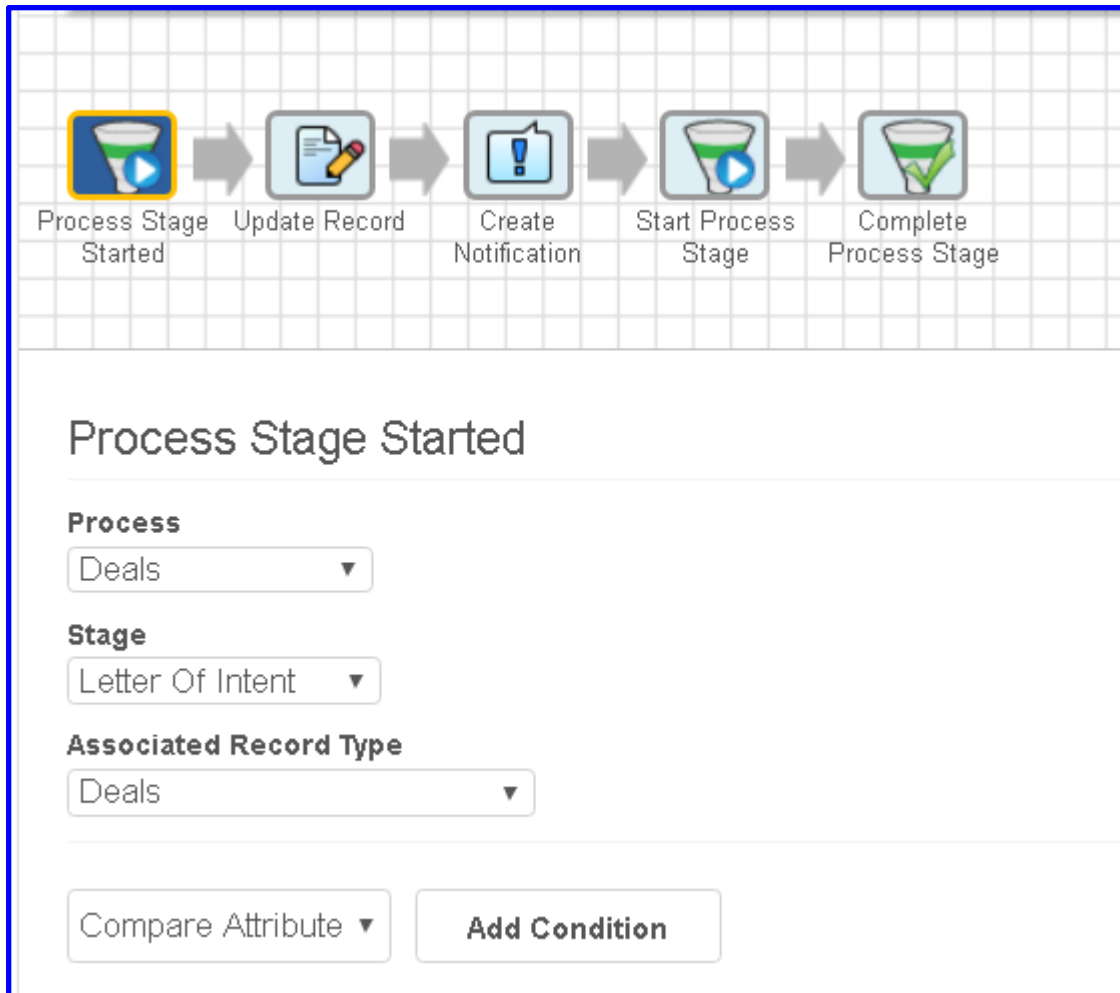 Process Stage Update Record Create Start Process Complete
Started Notification Stage Process Stage
Process Stage Started
Process
Deals
Stage
Letter Of Intent
Associated Record Type
Deals
Compare Attribute Add Condition